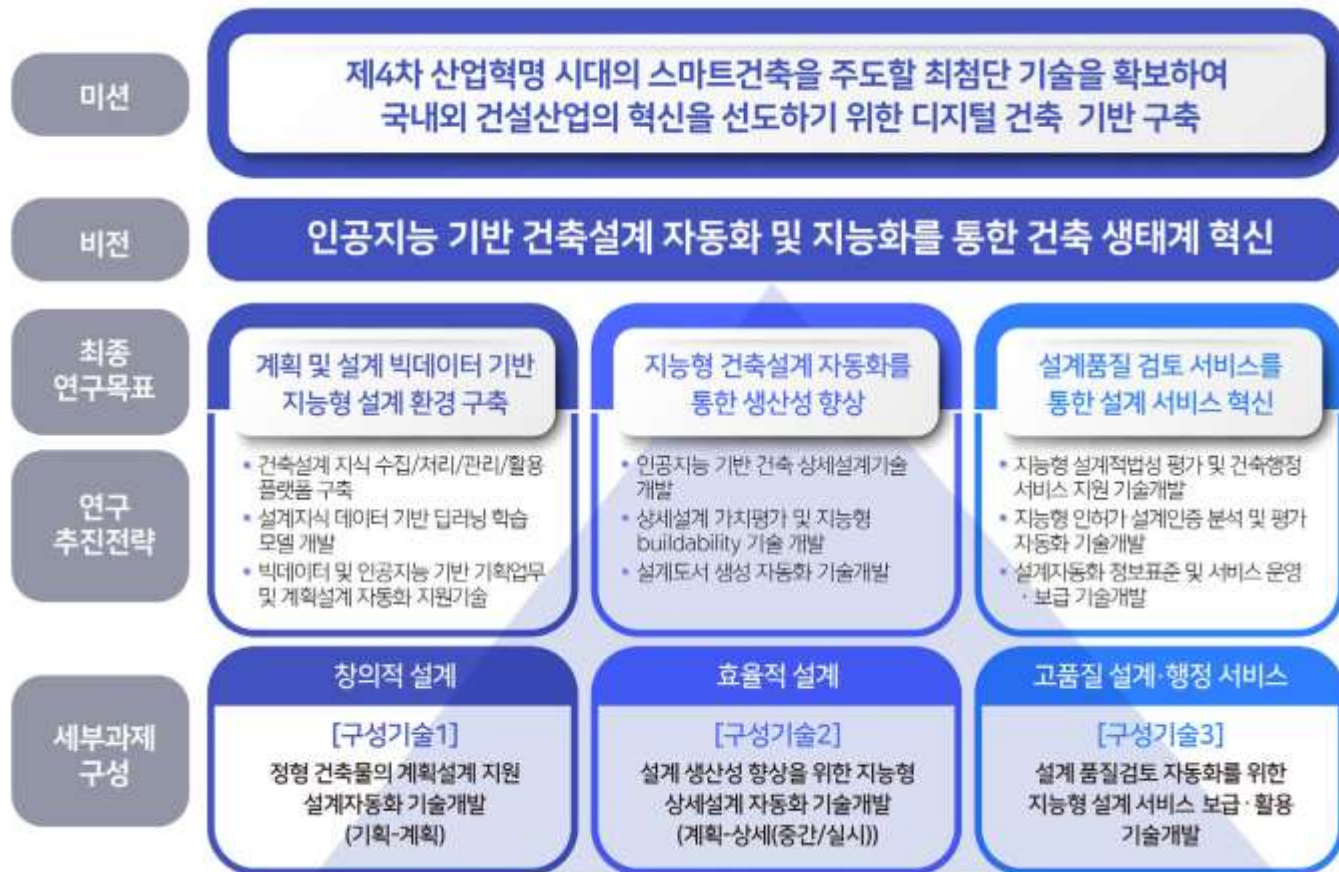 미션
제4차 산업혁명 시대의 스마트건축을 주도할 최첨단 기술을 확보하여
국내외 건설산업의 혁신을 선도하기 위한 디지털 건축 기반 구축
비전
인공지능 기반 건축설계 자동화 및 지능화를 통한 건축 생태계 혁신
최종
연구목표
계획 및 설계 빅데이터 기반
지능형 설계 환경 구축
지능형 건축설계 자동화를
통한 생산성 향상
설계품질 검토 서비스를
통한 설계 서비스 혁신
연구
추진전략
• 건축설계 지식 수집/처리/관리/활용
플랫폼 구축
• 설계지식 데이터 기반 딥러닝 학습
모델 개발
• 빅데이터 및 인공지능 기반 기획업무
및 계획설계 자동화 지원기술
• 인공지능 기반 건축 상세설계기술
개발
• 상세설계 가치평가 및 지능형
buildability 기술 개발
• 설계도서 생성 자동화 기술개발
• 지능형 설계적법성 평가 및 건축행정
서비스 지원 기술개발
• 지능형 인허가 설계인증 분석 및 평가
자동화 기술개발
• 설계자동화 정보표준 및 서비스 운영
· 보급 기술개발
세부과제
구성
창의적 설계
[구성기술1]
정형 건축물의 계획설계 지원
설계자동화 기술개발
(기획-계획)
효율적 설계
[구성기술2]
설계 생산성 향상을 위한 지능형
상세설계 자동화 기술개발
(계획-상세(중간/실시))
고품질 설계·행정 서비스
[구성기술3]
설계 품질검토 자동화를 위한
지능형 설계 서비스 보급·활용
기술개발